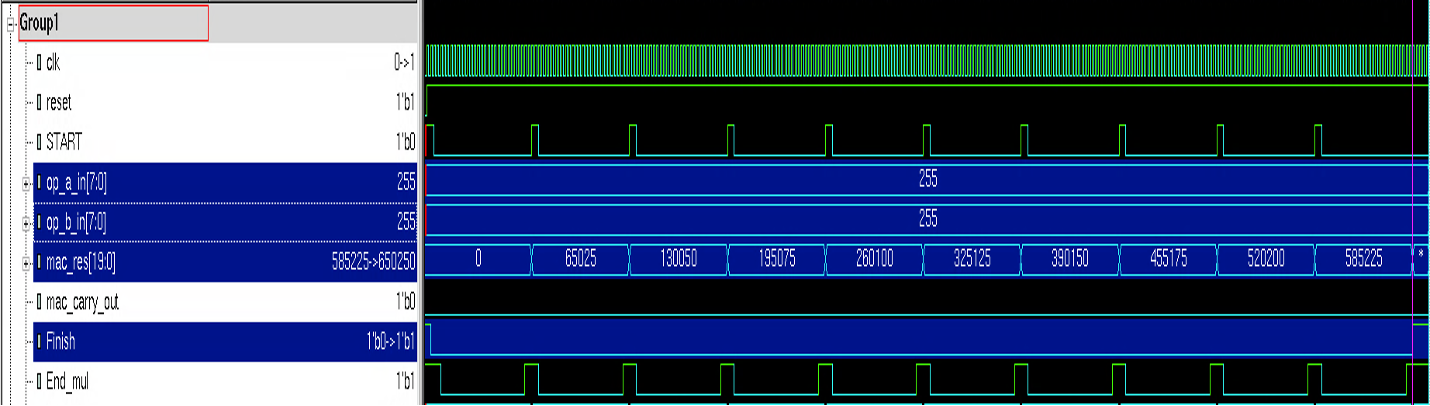 Group1
clk 0->1
reset 1'b1
START 1'b0
op_a_in[7:0] 255 255
op_b_in[7:0] 255 255
mac_res[19:0] 585225->650250 0 65025 130050 195075 260100 325125 390150 455175 520200 585225 *
mac_carry_out 1'b0
Finish 1'b0->1'b1
End_mul 1'b1